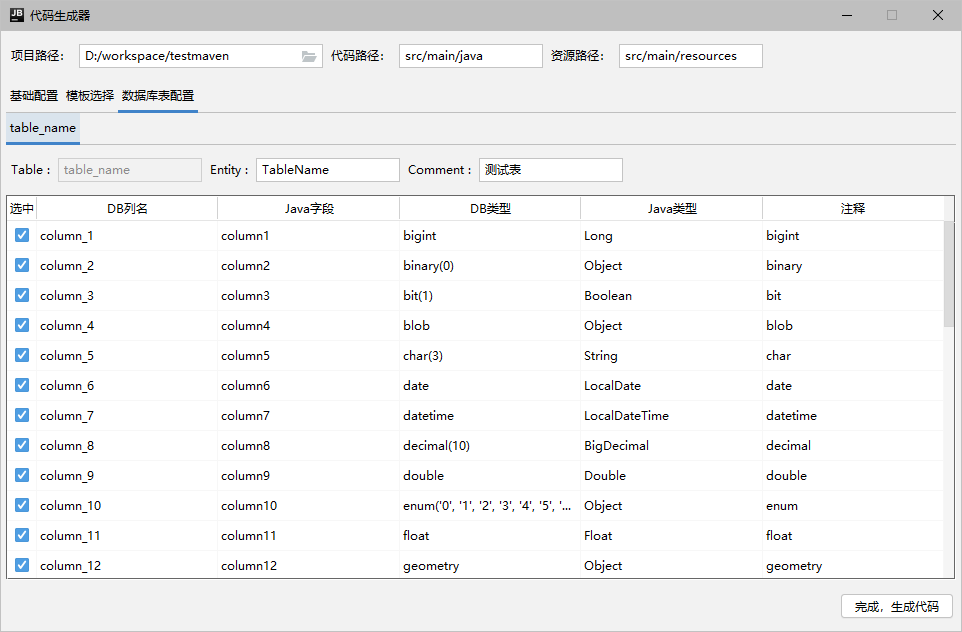 JB 代码生成器
项目路径： D:/workspace/testmaven 代码路径： src/main/java 资源路径： src/main/resources
基础配置 模板选择 数据库表配置
table_name
Table : table_name Entity : TableName Comment : 测试表
选中 DB列名 Java字段 DB类型 Java类型 注释
column_1 column1 bigint Long bigint
column_2 column2 binary(0) Object binary
column_3 column3 bit(1) Boolean bit
column_4 column4 blob Object blob
column_5 column5 char(3) String char
column_6 column6 date LocalDate date
column_7 column7 datetime LocalDateTime datetime
column_8 column8 decimal(10) BigDecimal decimal
column_9 column9 double Double double
column_10 column10 enum('0', '1', '2', '3', '4', '5', '... Object enum
column_11 column11 float Float float
column_12 column12 geometry Object geometry
完成，生成代码